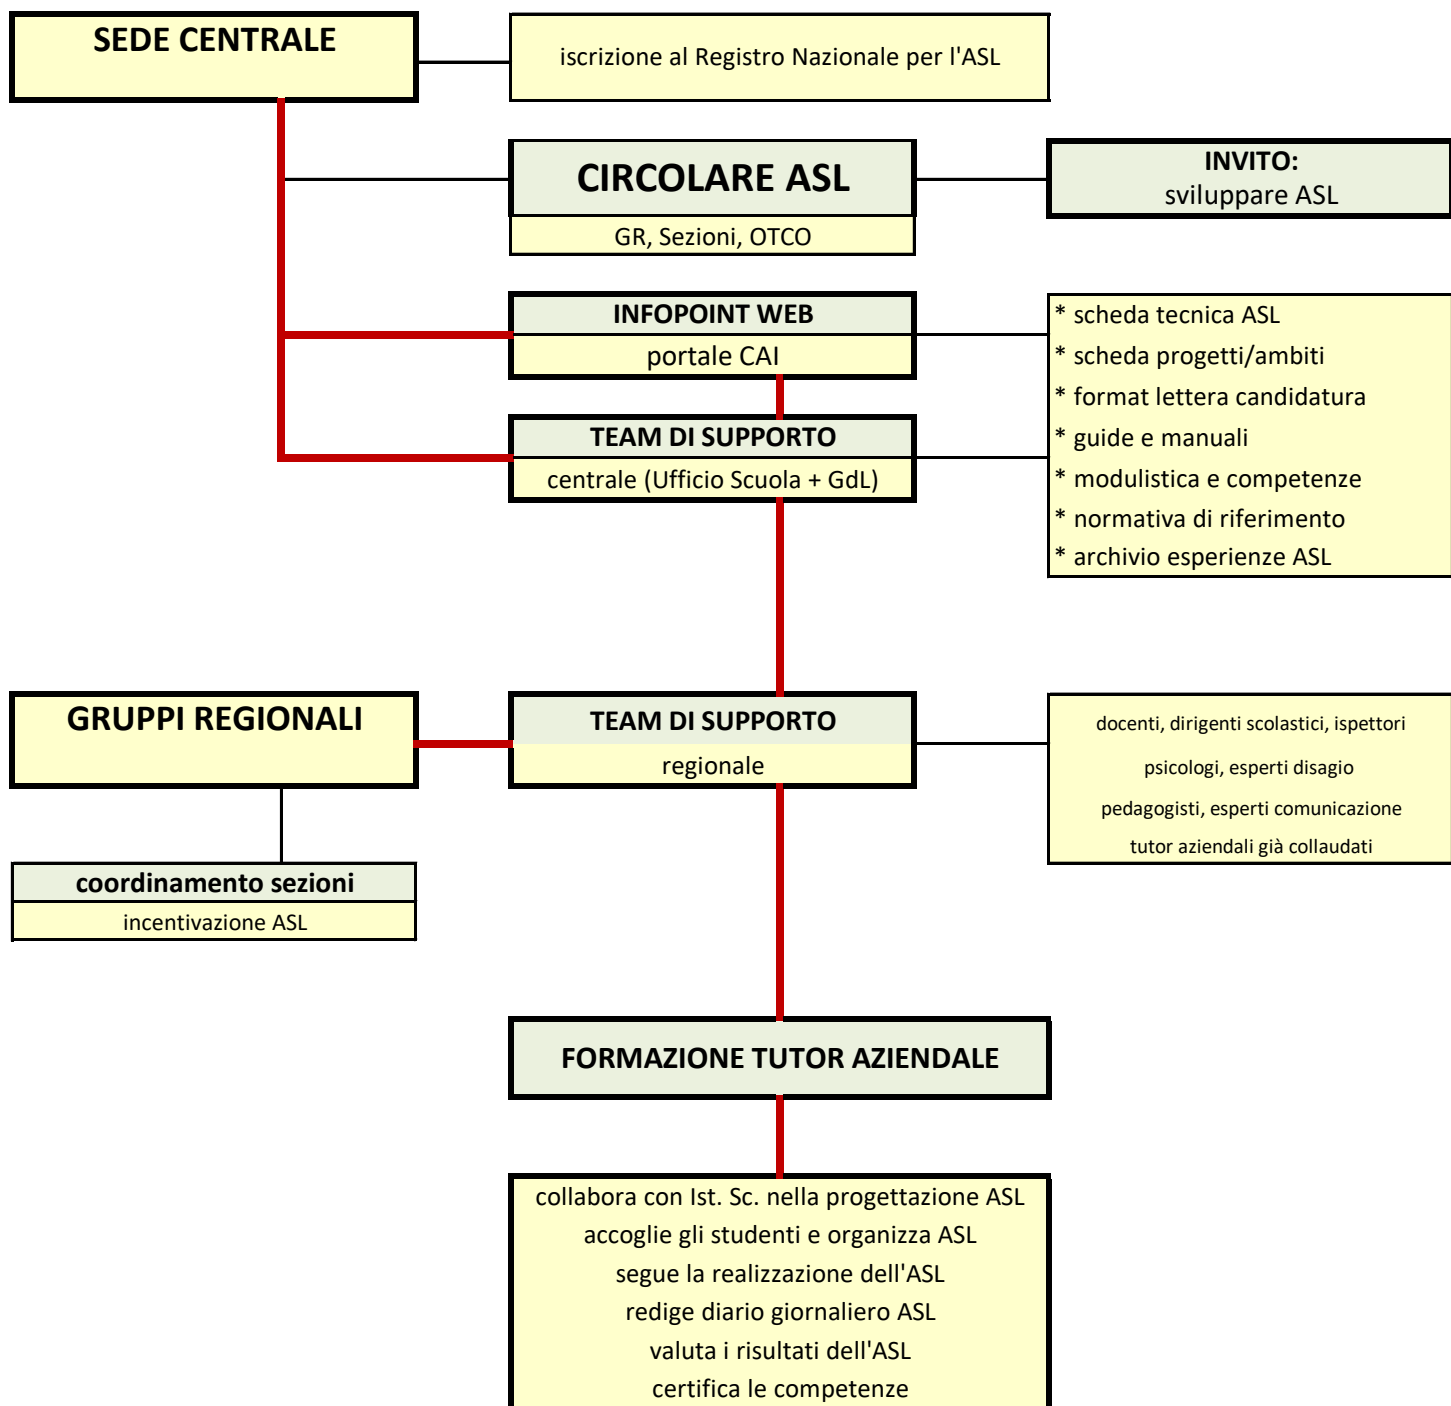 SEDE CENTRALE
iscrizione al Registro Nazionale per l'ASL
CIRCOLARE ASL
GR, Sezioni, OTCO
INVITO:
sviluppare ASL
INFOPOINT WEB
portale CAI
TEAM DI SUPPORTO
centrale (Ufficio Scuola + GdL)
* scheda tecnica ASL
* scheda progetti/ambiti
* format lettera candidatura
* guide e manuali
* modulistica e competenze
* normativa di riferimento
* archivio esperienze ASL
GRUPPI REGIONALI
TEAM DI SUPPORTO
regionale
docenti, dirigenti scolastici, ispettori
psicologi, esperti disagio
pedagogisti, esperti comunicazione
tutor aziendali già collaudati
coordinamento sezioni
incentivazione ASL
FORMAZIONE TUTOR AZIENDALE
collabora con Ist. Sc. nella progettazione ASL
accoglie gli studenti e organizza ASL
segue la realizzazione dell'ASL
redige diario giornaliero ASL
valuta i risultati dell'ASL
certifica le competenze